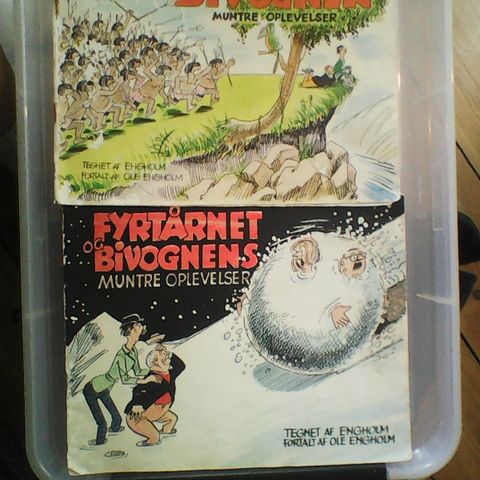 BIVOGNEN
MUNTRE OPLEVELSER
TEGNET AF ENGHOLM
FORTALT AF OLE ENGHOLM
FYRTÅRNET
OG BIVOGNENS
MUNTRE OPLEVELSER
TEGNET AF ENGHOLM
FORTALT AF OLE ENGHOLM